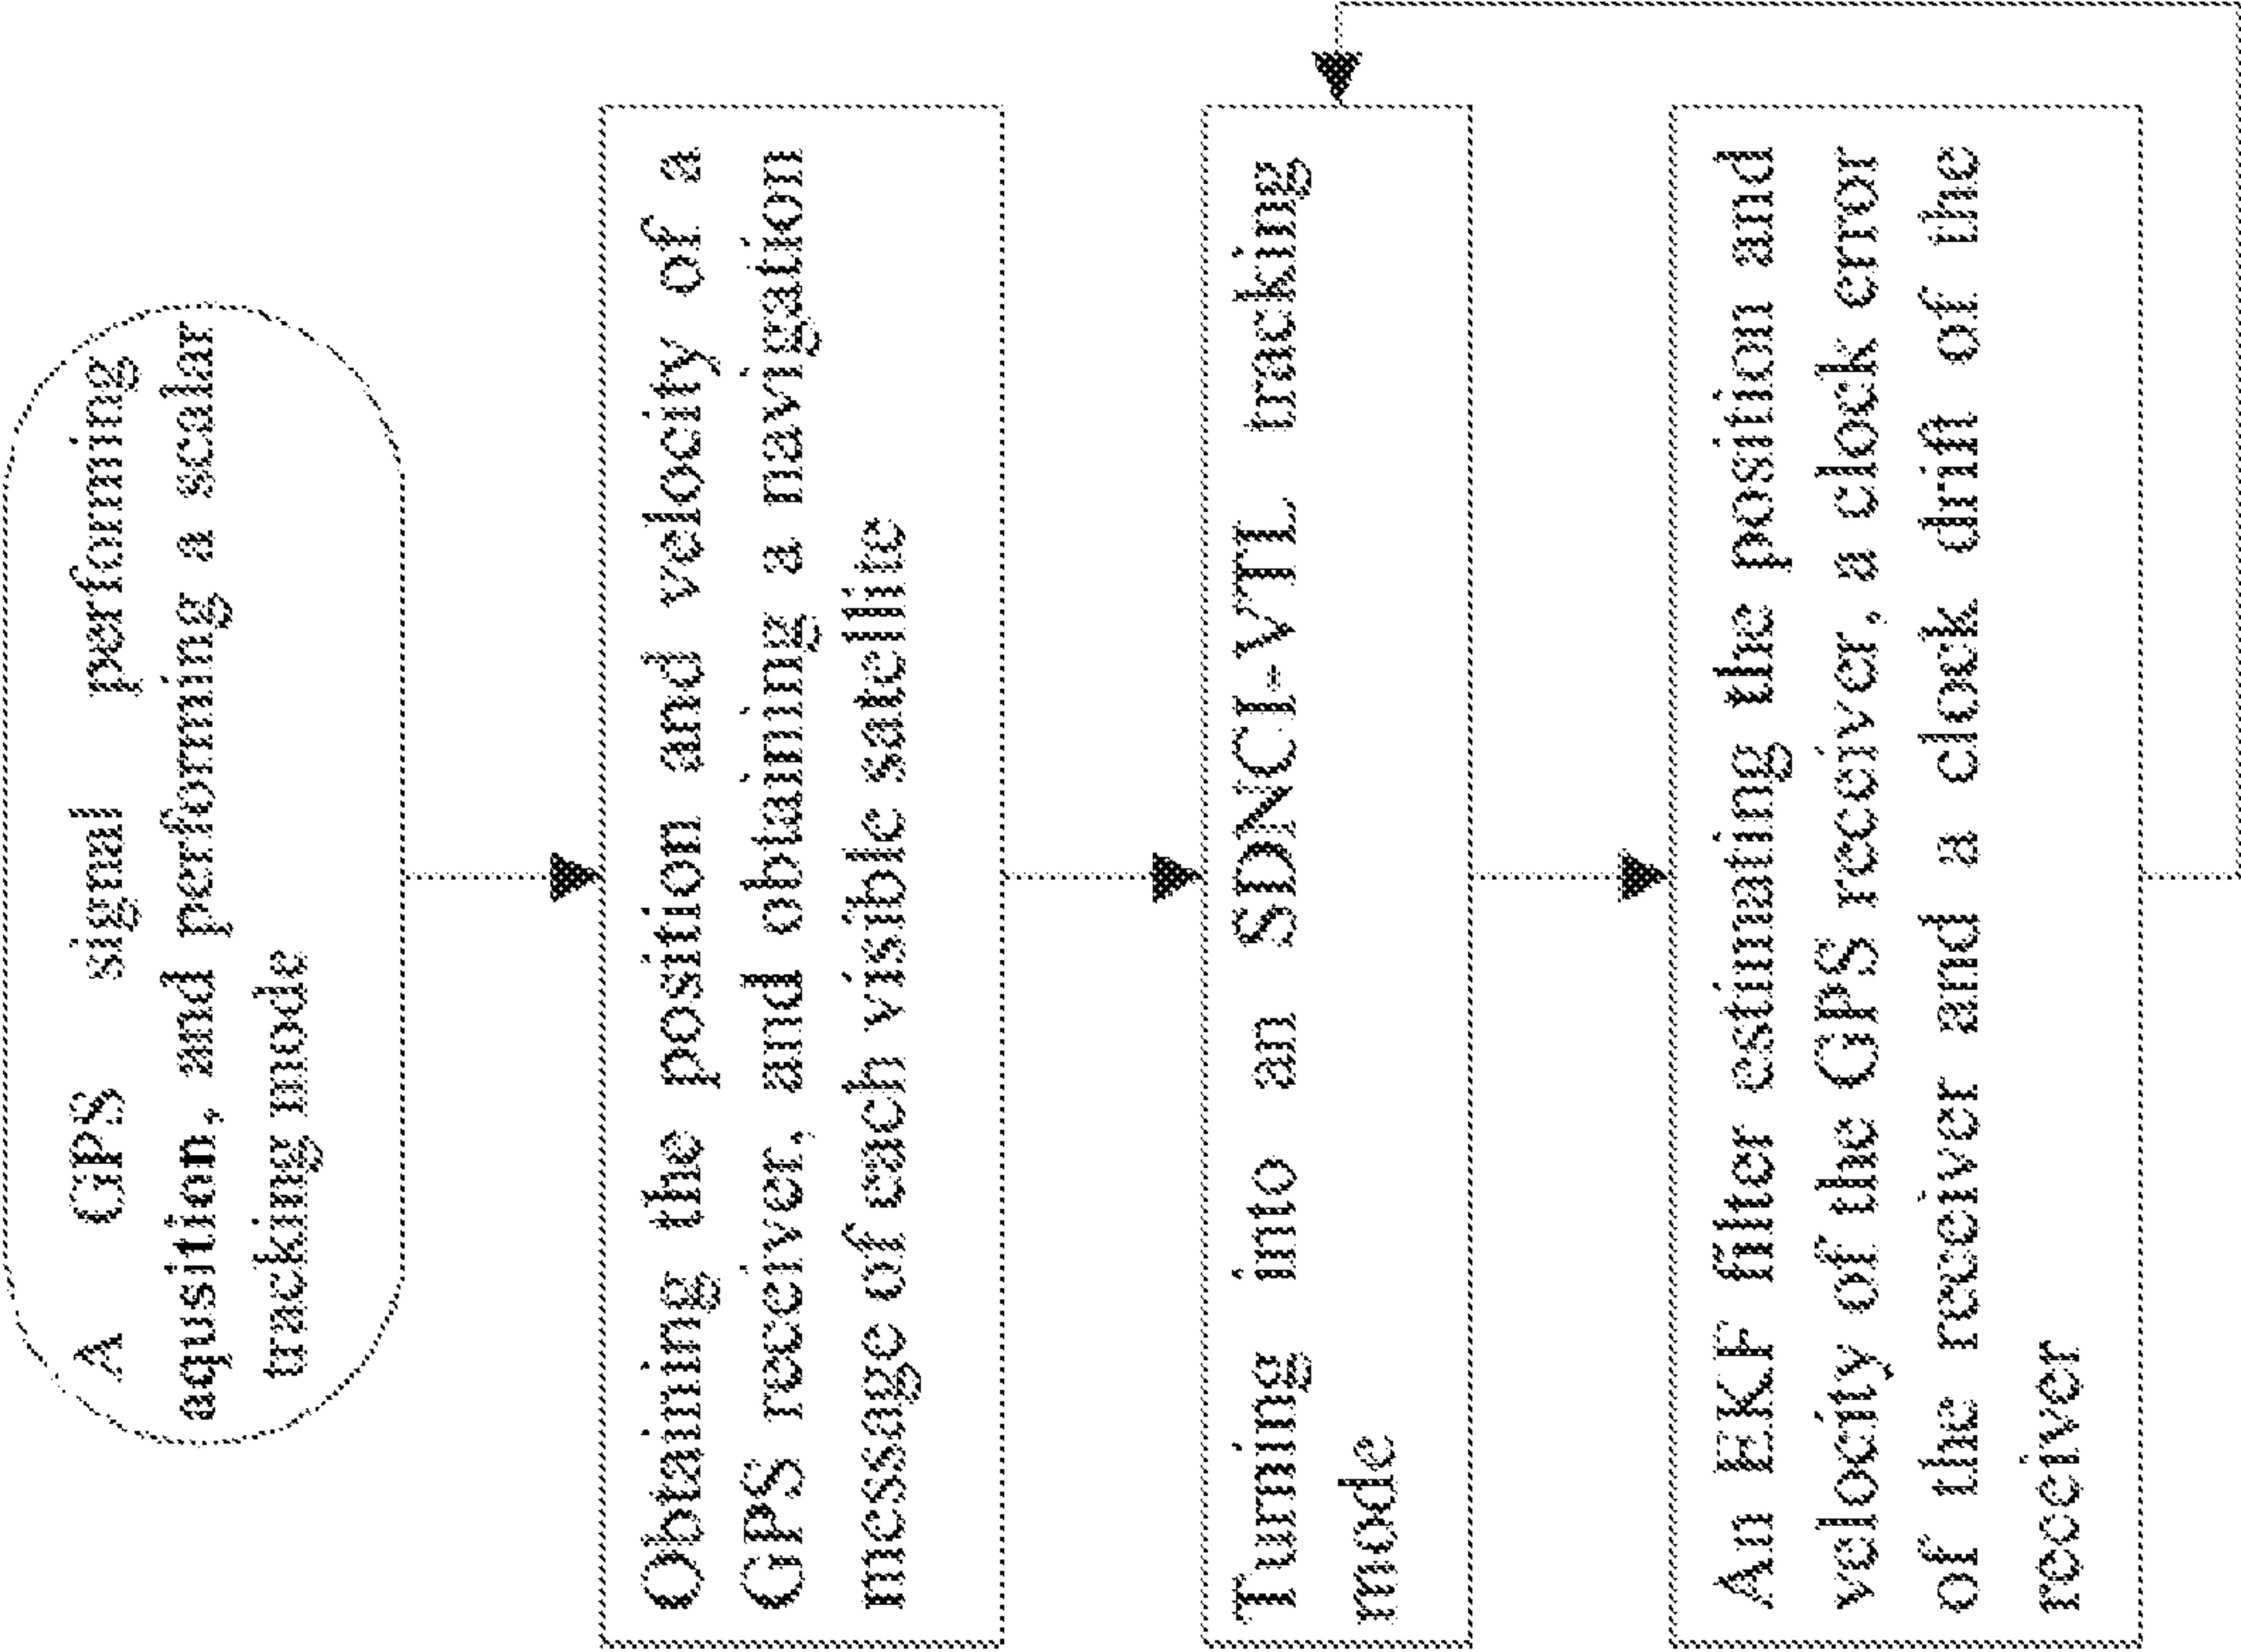 A GPS signal performing
aqusition, and performing a scalar
tracking mode
Obtaining the position and velocity of a
GPS receiver, and obtaining a navigation
message of each visible satellite
Turning into an SDNCI-VTL tracking
mode
An EKF filter estimating the position and
velocity of the GPS receiver, a clock error
of the receiver and a clock drift of the
receiver